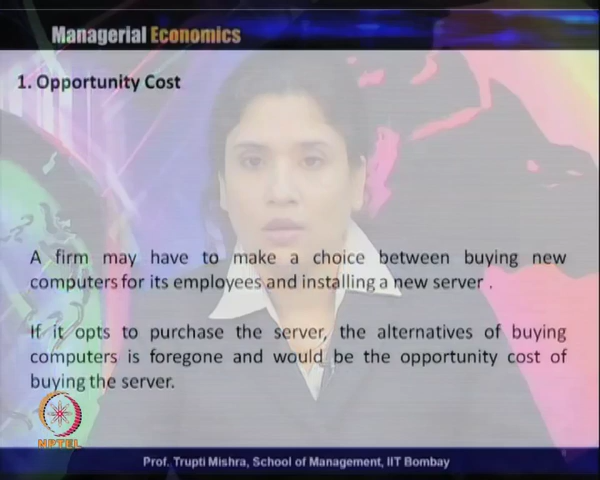 Managerial Economics
1. Opportunity Cost
A firm may have to make a choice between buying new
computers for its employees and installing a new server .
If it opts to purchase the server, the alternatives of buying
computers is foregone and would be the opportunity cost of
buying the server.
NPTEL
Prof. Trupti Mishra, School of Management, IIT Bombay